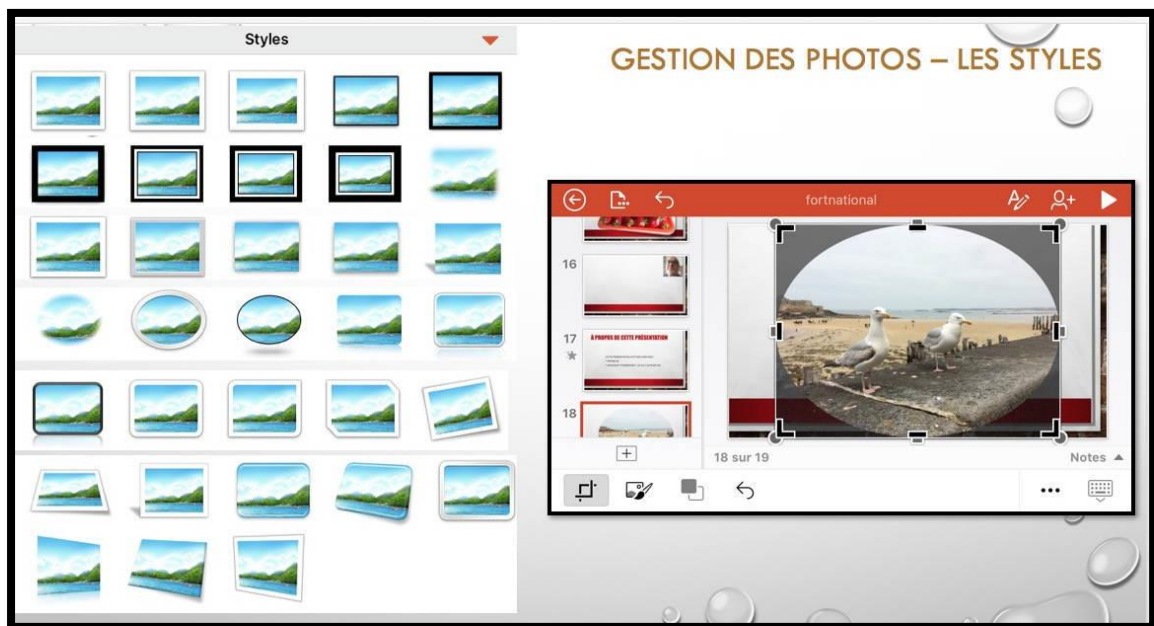 Styles
GESTION DES PHOTOS – LES STYLES
fortnational
16
17
À PROPOS DE CETTE PRÉSENTATION
18
18 sur 19
Notes